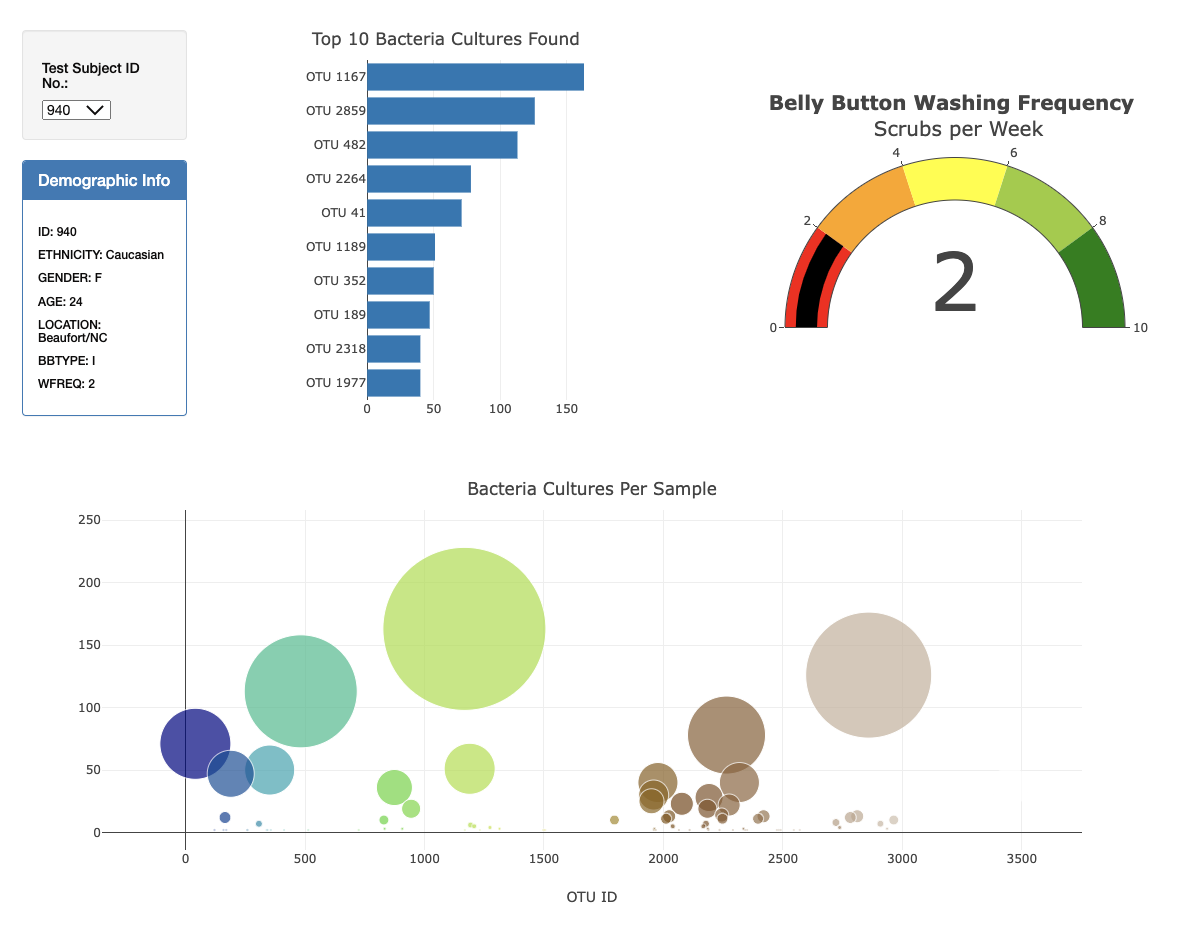 Test Subject ID
No.:
940
Demographic Info
ID: 940
ETHNICITY: Caucasian
GENDER: F
AGE: 24
LOCATION:
Beaufort/NC
BBTYPE: I
WFREQ: 2
Top 10 Bacteria Cultures Found
OTU 1167
OTU 2859
OTU 482
OTU 2264
OTU 41
OTU 1189
OTU 352
OTU 189
OTU 2318
OTU 1977
0 50 100 150
Belly Button Washing Frequency
Scrubs per Week
4 6
2 8
2
0 10
Bacteria Cultures Per Sample
250
200
150
100
50
0
0 500 1000 1500 2000 2500 3000 3500
OTU ID